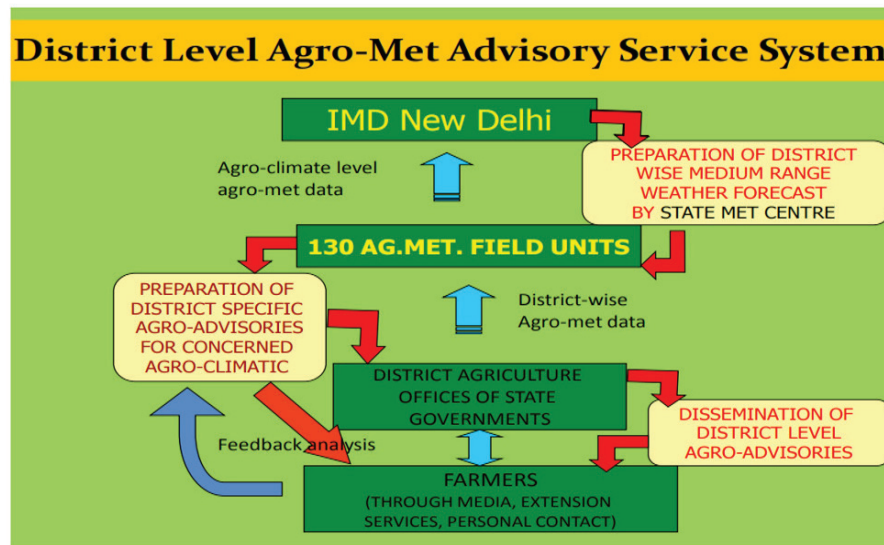 District Level Agro-Met Advisory Service System
IMD New Delhi
Agro-climate level
agro-met data
PREPARATION OF DISTRICT
WISE MEDIUM RANGE
WEATHER FORECAST
BY STATE MET CENTRE
130 AG.MET. FIELD UNITS
PREPARATION OF
DISTRICT SPECIFIC
AGRO-ADVISORIES
FOR CONCERNED
AGRO-CLIMATIC
District-wise
Agro-met data
DISTRICT AGRICULTURE
OFFICES OF STATE
GOVERNMENTS
DISSEMINATION OF
DISTRICT LEVEL
AGRO-ADVISORIES
Feedback analysis
FARMERS
(THROUGH MEDIA, EXTENSION
SERVICES, PERSONAL CONTACT)